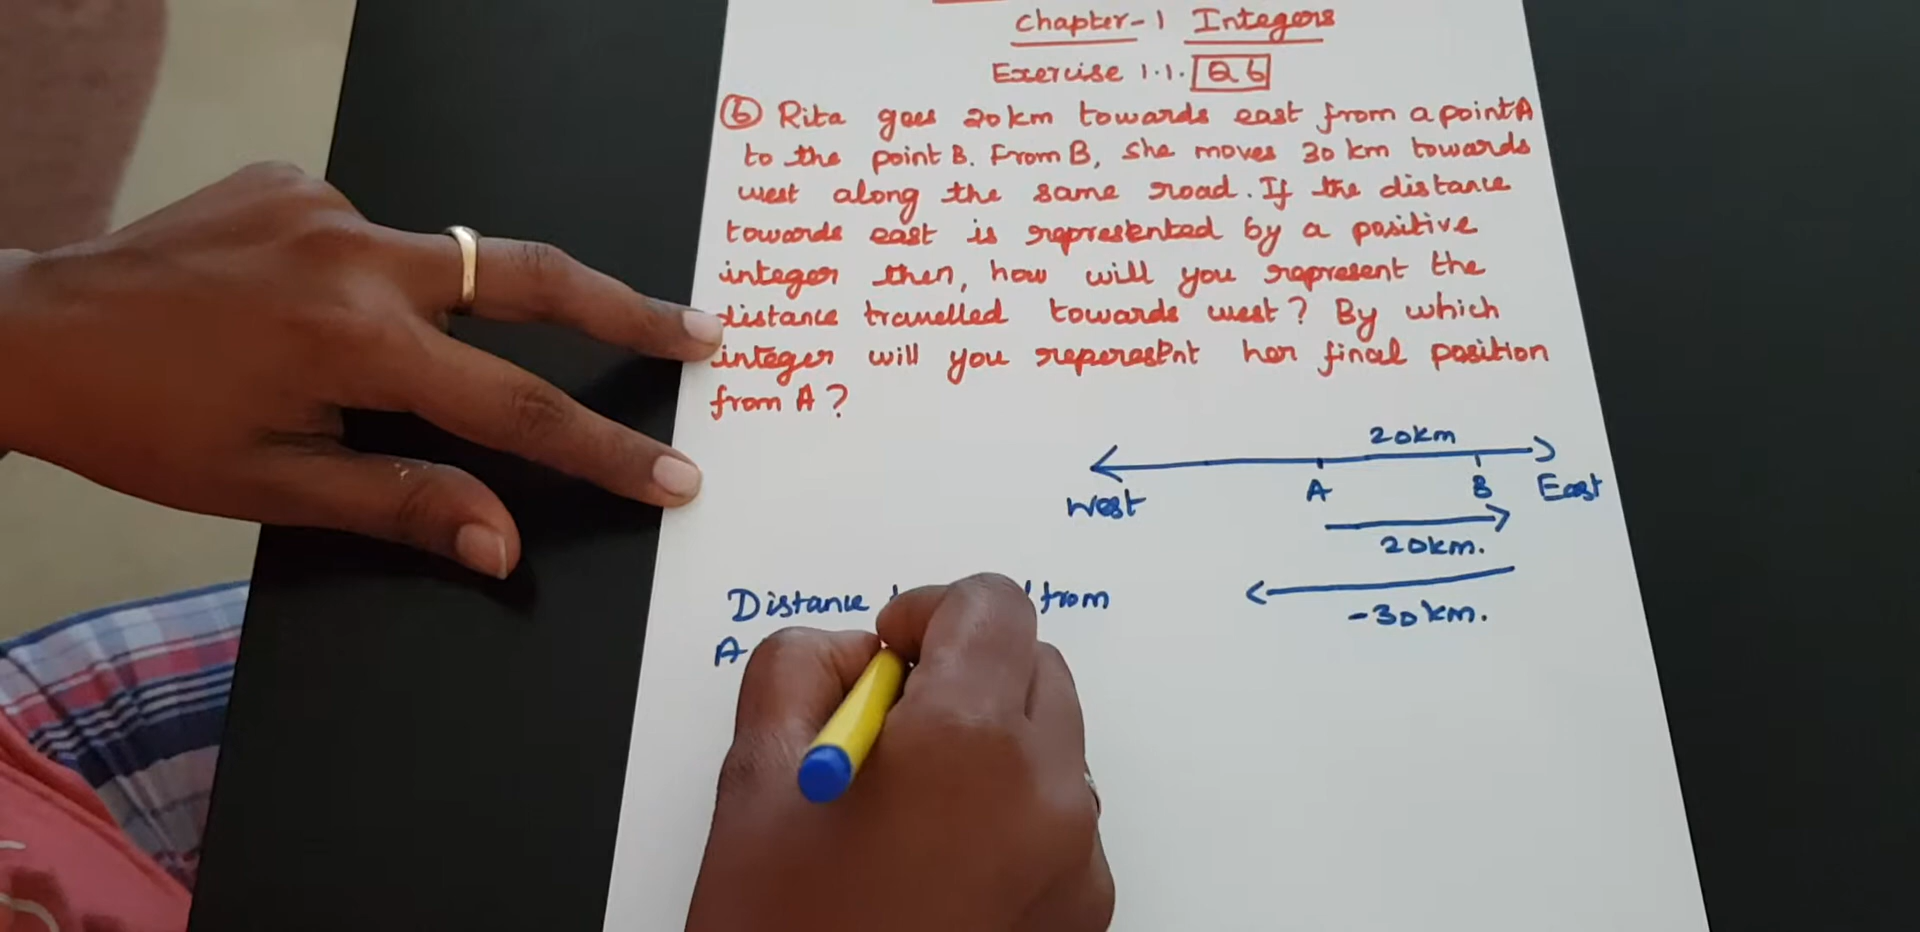 Chapter-1 Integers
Exercise 1.1. Q6
6 Rita goes 20km towards east from a point A
to the point B. From B, she moves 30 km towards
west along the same road. If the distance
towards east is represented by a positive
integer then, how will you represent the
distance travelled towards west? By which
integer will you reperesent her final position
from A?
20km
West A B East
20km.
-30km.
Distance from
A